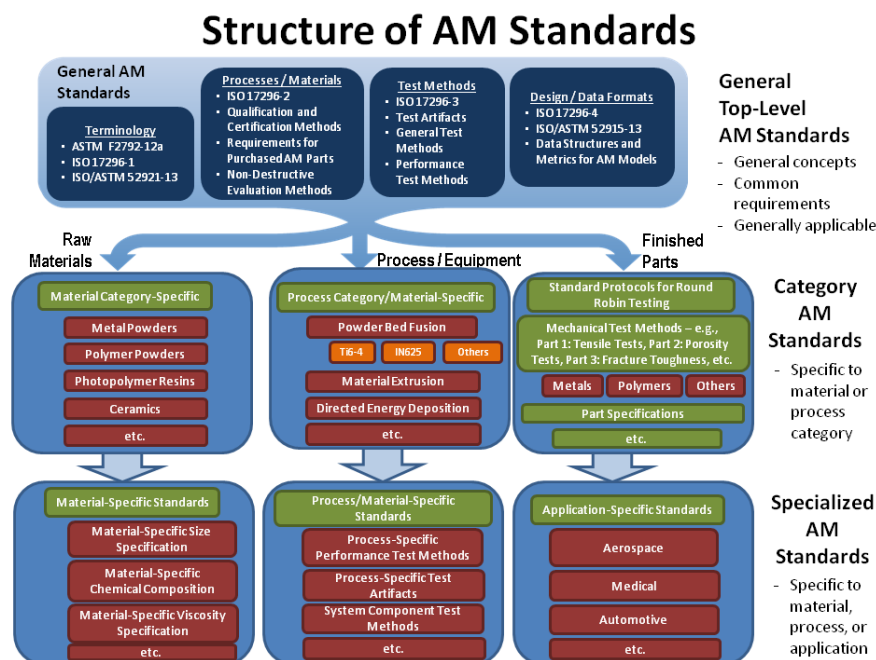 Structure of AM Standards
General AM
Standards
Terminology
• ASTM F2792-12a
• ISO 17296-1
• ISO/ASTM 52921-13
Processes / Materials
• ISO 17296-2
• Qualification and
Certification Methods
• Requirements for
Purchased AM Parts
• Non-Destructive
Evaluation Methods
Test Methods
• ISO 17296-3
• Test Artifacts
• General Test
Methods
• Performance
Test Methods
Design / Data Formats
• ISO 17296-4
• ISO/ASTM 52915-13
• Data Structures and
Metrics for AM Models
General
Top-Level
AM Standards
- General concepts
- Common
requirements
- Generally applicable
Raw
Materials
Process / Equipment
Finished
Parts
Material Category-Specific
Metal Powders
Polymer Powders
Photopolymer Resins
Ceramics
etc.
Process Category/Material-Specific
Powder Bed Fusion
Ti6-4
IN625
Others
Material Extrusion
Directed Energy Deposition
etc.
Standard Protocols for Round
Robin Testing
Mechanical Test Methods – e.g.,
Part 1: Tensile Tests, Part 2: Porosity
Tests, Part 3: Fracture Toughness, etc.
Metals
Polymers
Others
Part Specifications
etc.
Category
AM
Standards
- Specific to
material or
process
category
Material-Specific Standards
Material-Specific Size
Specification
Material-Specific
Chemical Composition
Material-Specific Viscosity
Specification
etc.
Process/Material-Specific
Standards
Process-Specific
Performance Test Methods
Process-Specific Test
Artifacts
System Component Test
Methods
etc.
Application-Specific Standards
Aerospace
Medical
Automotive
etc.
Specialized
AM
Standards
- Specific to
material,
process, or
application